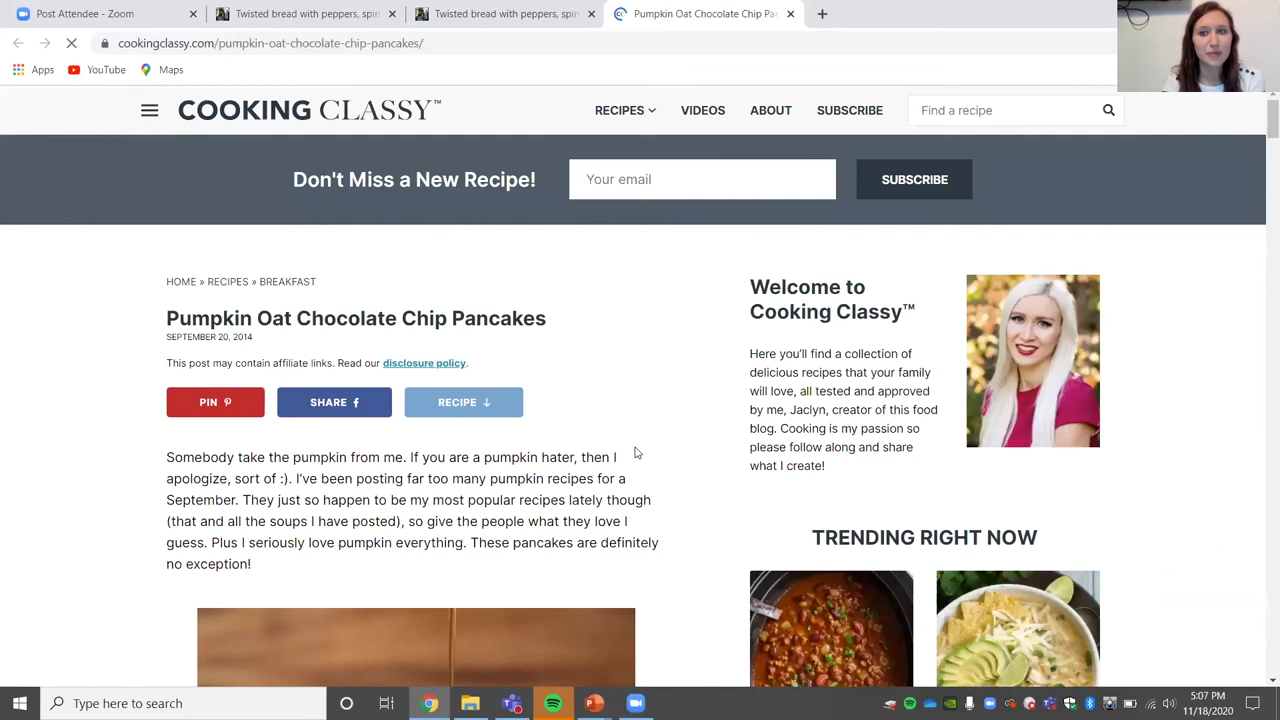 Post Attendee - Zoom
Twisted bread with peppers, spin
Twisted bread with peppers, spin
Pumpkin Oat Chocolate Chip Pan
cookingclassy.com/pumpkin-oat-chocolate-chip-pancakes/
Apps YouTube Maps
COOKING CLASSY™
RECIPES VIDEOS ABOUT SUBSCRIBE Find a recipe
Don't Miss a New Recipe! Your email SUBSCRIBE
HOME » RECIPES » BREAKFAST
Pumpkin Oat Chocolate Chip Pancakes
SEPTEMBER 20, 2014
This post may contain affiliate links. Read our disclosure policy.
PIN SHARE RECIPE
Somebody take the pumpkin from me. If you are a pumpkin hater, then I
apologize, sort of :). I've been posting far too many pumpkin recipes for a
September. They just so happen to be my most popular recipes lately though
(that and all the soups I have posted), so give the people what they love I
guess. Plus I seriously love pumpkin everything. These pancakes are definitely
no exception!
Welcome to
Cooking Classy™
Here you'll find a collection of
delicious recipes that your family
will love, all tested and approved
by me, Jaclyn, creator of this food
blog. Cooking is my passion so
please follow along and share
what I create!
TRENDING RIGHT NOW
Type here to search
5:07 PM
11/18/2020